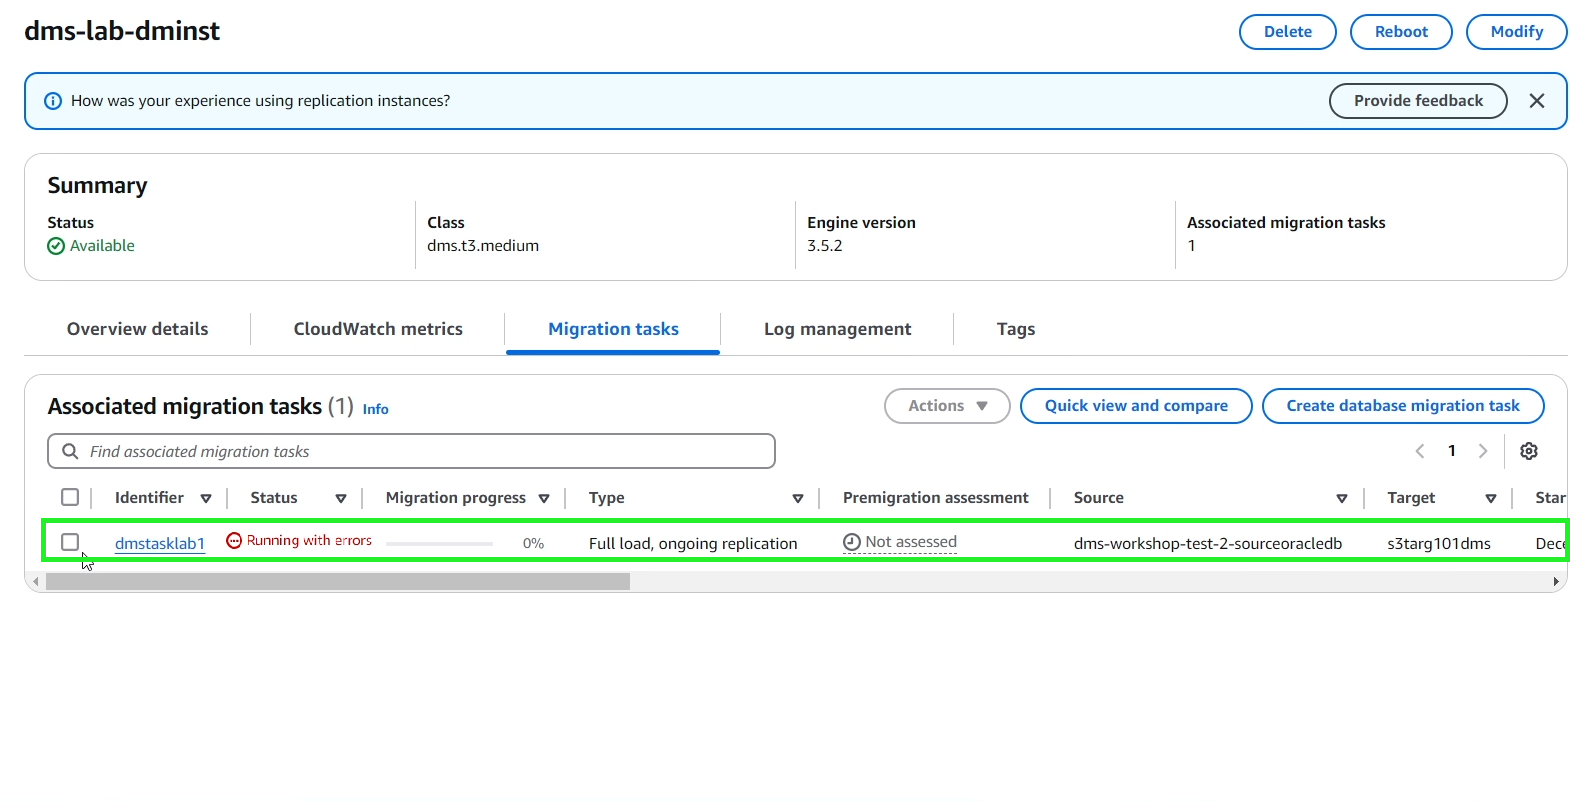 dms-lab-dminst
Delete
Reboot
Modify
How was your experience using replication instances?
Provide feedback
Summary
Status
Available
Class
dms.t3.medium
Engine version
3.5.2
Associated migration tasks
1
Overview details
CloudWatch metrics
Migration tasks
Log management
Tags
Associated migration tasks (1) Info
Actions
Quick view and compare
Create database migration task
Find associated migration tasks
1
Identifier Status Migration progress Type Premigration assessment Source Target Star
dmstasklab1 Running with errors 0% Full load, ongoing replication Not assessed dms-workshop-test-2-sourceoracledb s3targ101dms Dece